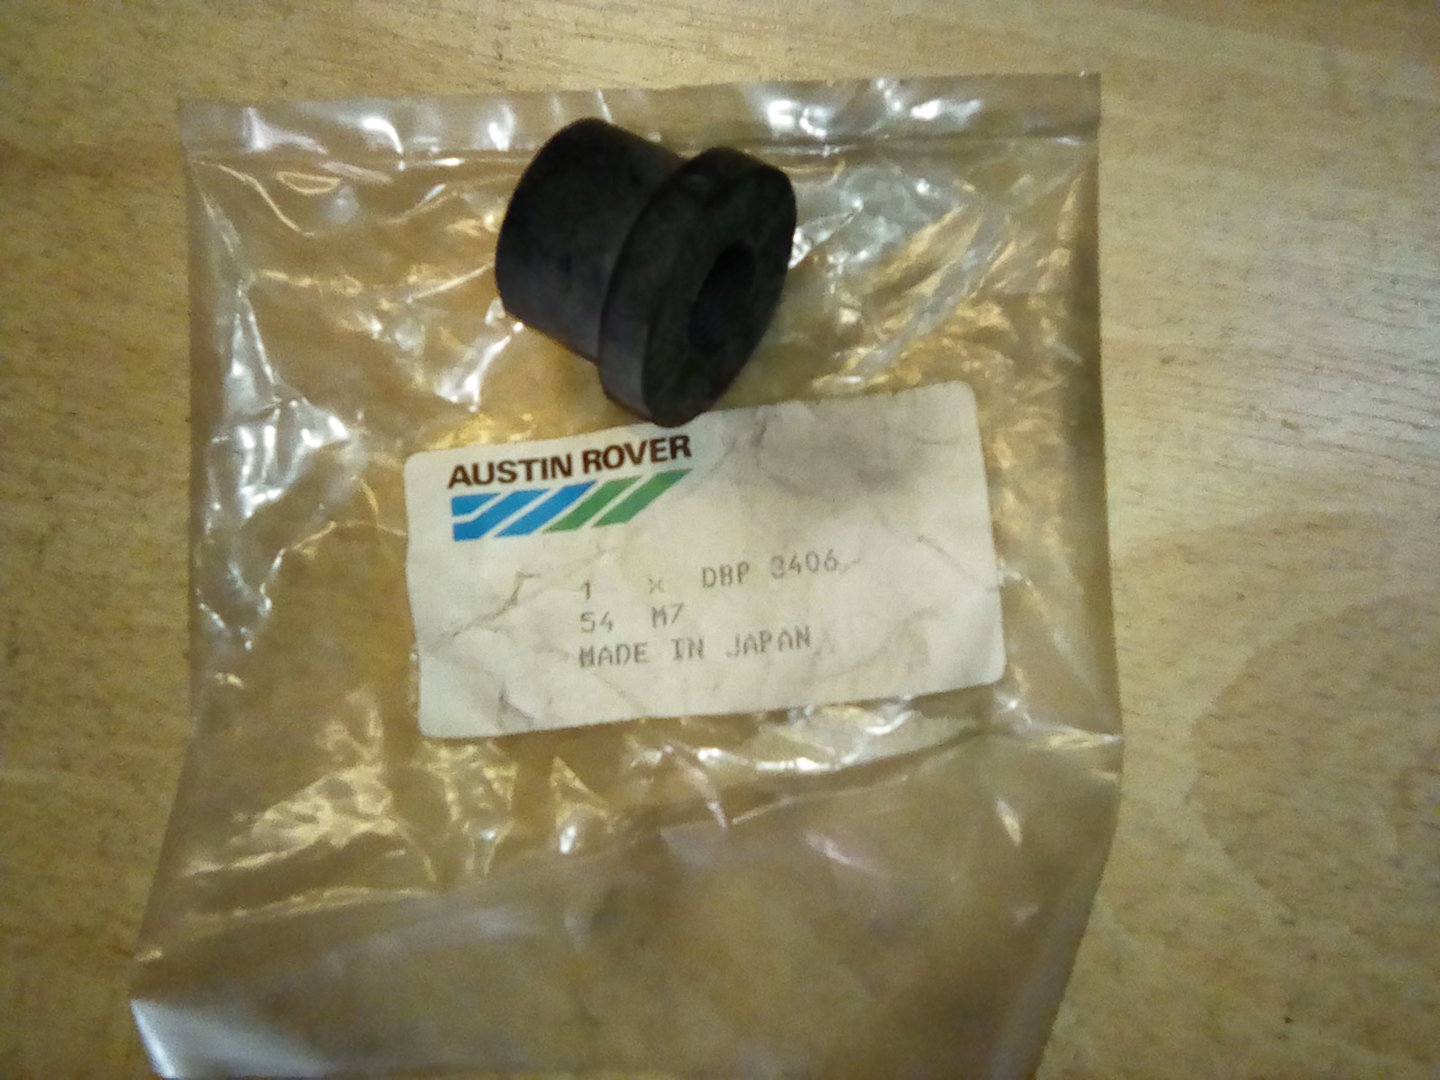 AUSTIN ROVER
1 x DBP 3406
54 M7
MADE IN JAPAN